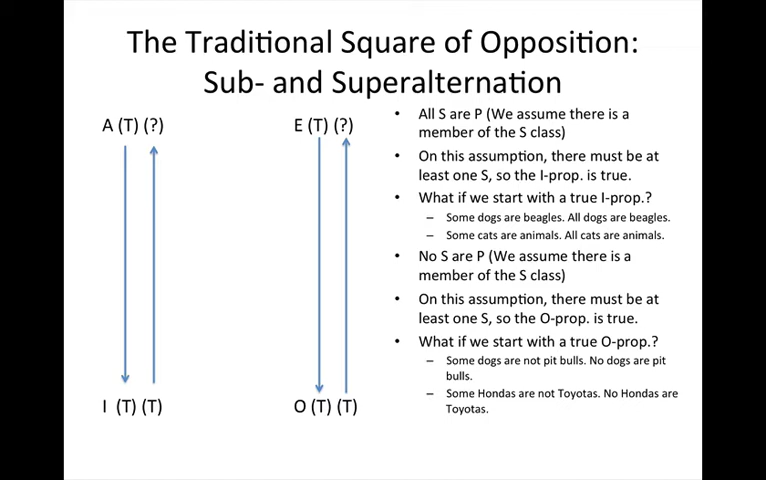 The Traditional Square of Opposition:
Sub- and Superalternation
A (T) (?)
E (T) (?)
I (T) (T)
O (T) (T)
• All S are P (We assume there is a
member of the S class)
• On this assumption, there must be at
least one S, so the I-prop. is true.
• What if we start with a true I-prop.?
– Some dogs are beagles. All dogs are beagles.
– Some cats are animals. All cats are animals.
• No S are P (We assume there is a
member of the S class)
• On this assumption, there must be at
least one S, so the O-prop. is true.
• What if we start with a true O-prop.?
– Some dogs are not pit bulls. No dogs are pit
bulls.
– Some Hondas are not Toyotas. No Hondas are
Toyotas.